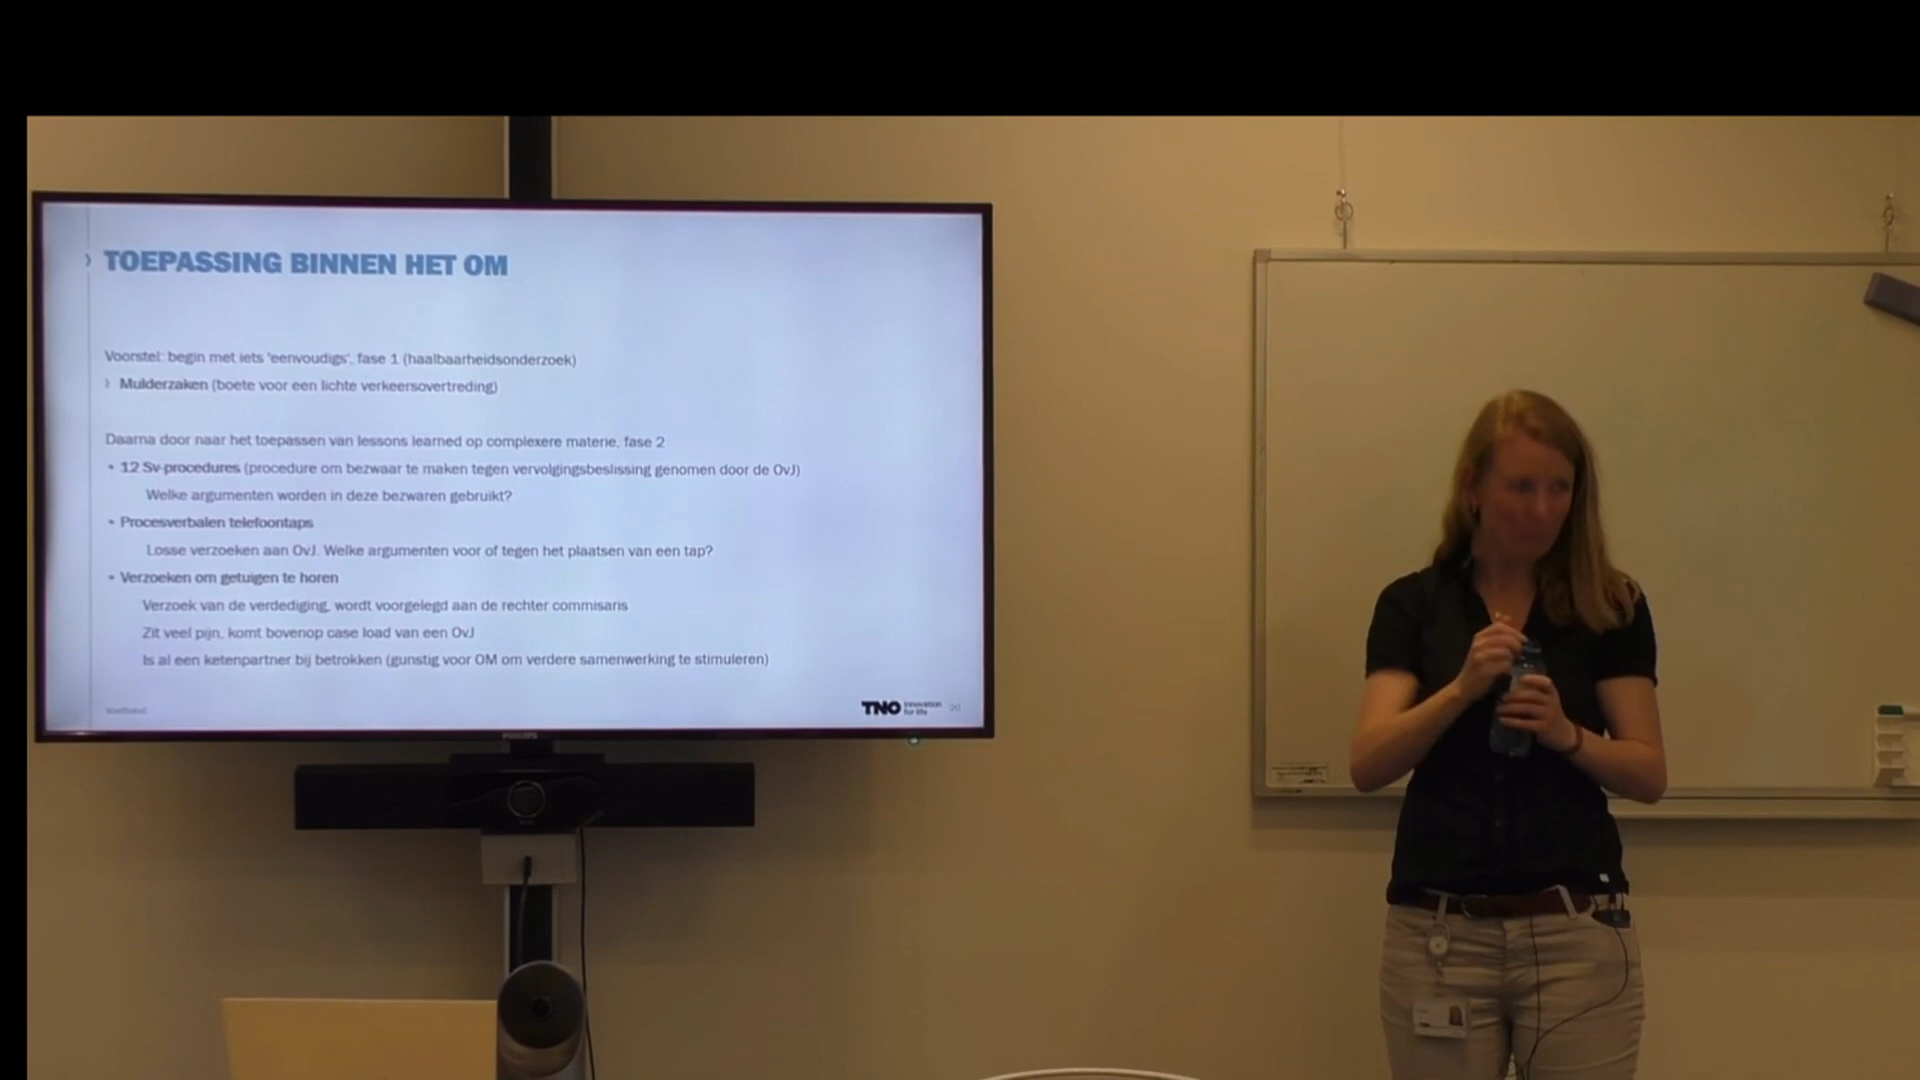 TOEPASSING BINNEN HET OM
Voorstel: begin met iets 'eenvoudigs', fase 1 (haalbaarheidsonderzoek)
Mulderzaken (boete voor een lichte verkeersovertreding)
Daarna door naar het toepassen van lessons learned op complexere materie, fase 2
• 12 Sv-procedures (procedure om bezwaar te maken tegen vervolgingsbeslissing genomen door de OvJ)
Welke argumenten worden in deze bezwaren gebruikt?
• Procesverbalen telefoontaps
Losse verzoeken aan OvJ. Welke argumenten voor of tegen het plaatsen van een tap?
• Verzoeken om getuigen te horen
Verzoek van de verdediging, wordt voorgelegd aan de rechter commisaris
Zit veel pijn, komt bovenop case load van een OvJ
Is al een ketenpartner bij betrokken (gunstig voor OM om verdere samenwerking te stimuleren)
TNO innovation for life 20
PHILIPS